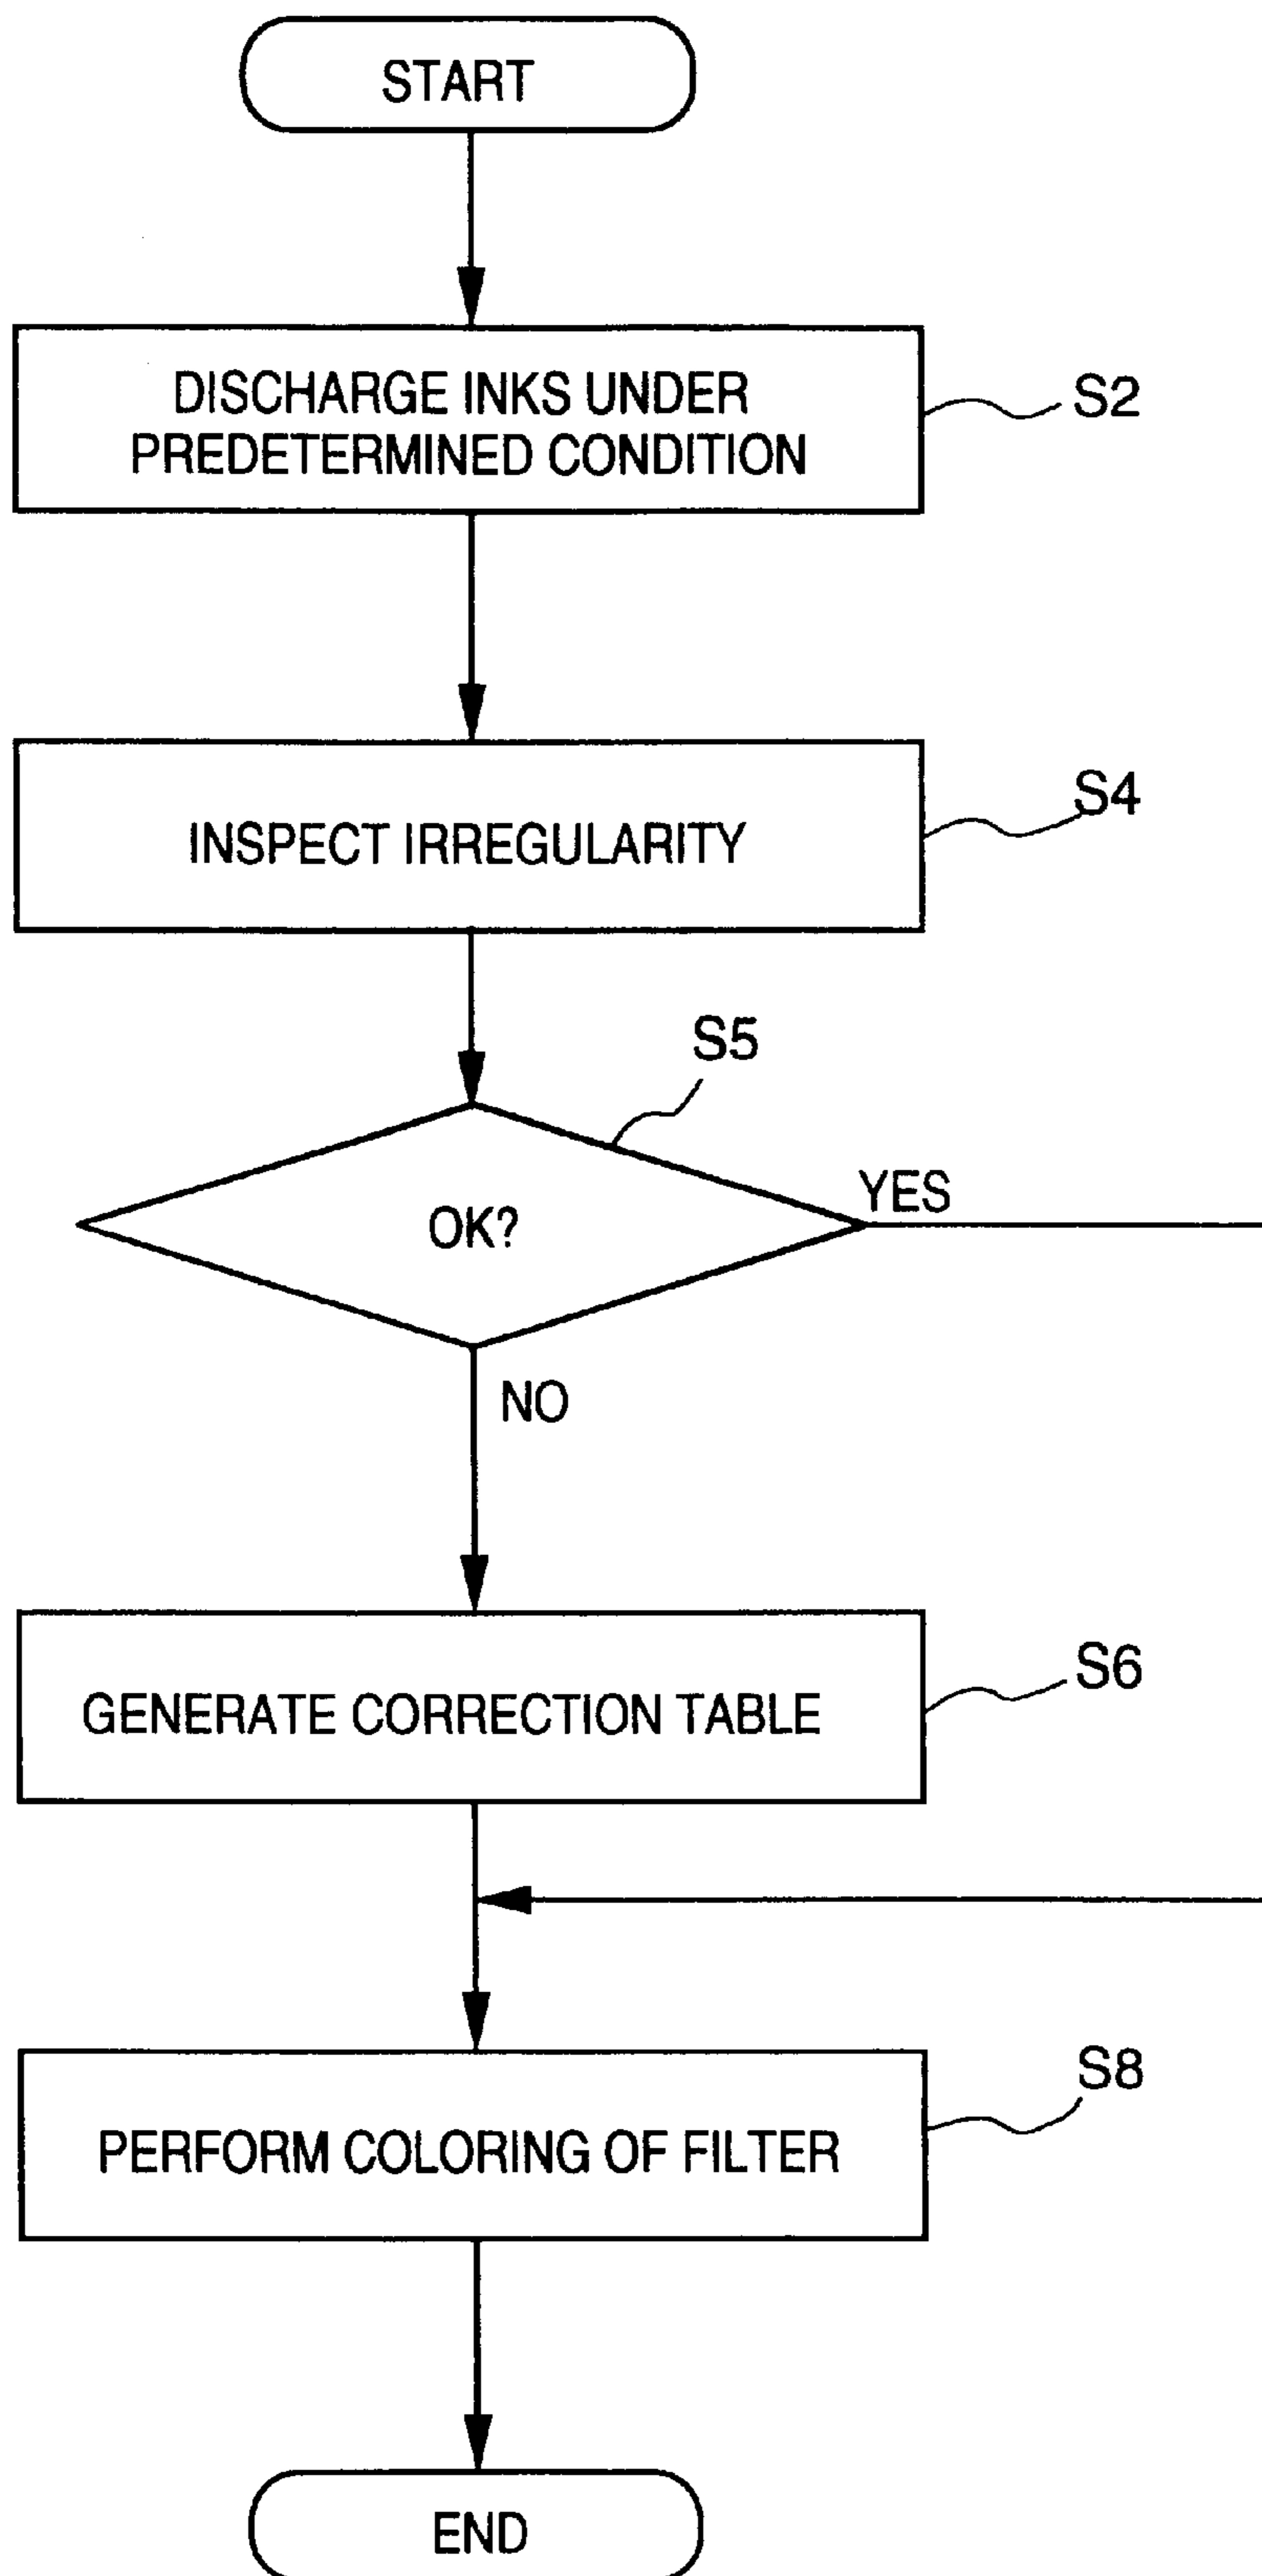 START
DISCHARGE INKS UNDER
PREDETERMINED CONDITION
S2
INSPECT IRREGULARITY
S4
S5
OK?
YES
NO
GENERATE CORRECTION TABLE
S6
PERFORM COLORING OF FILTER
S8
END